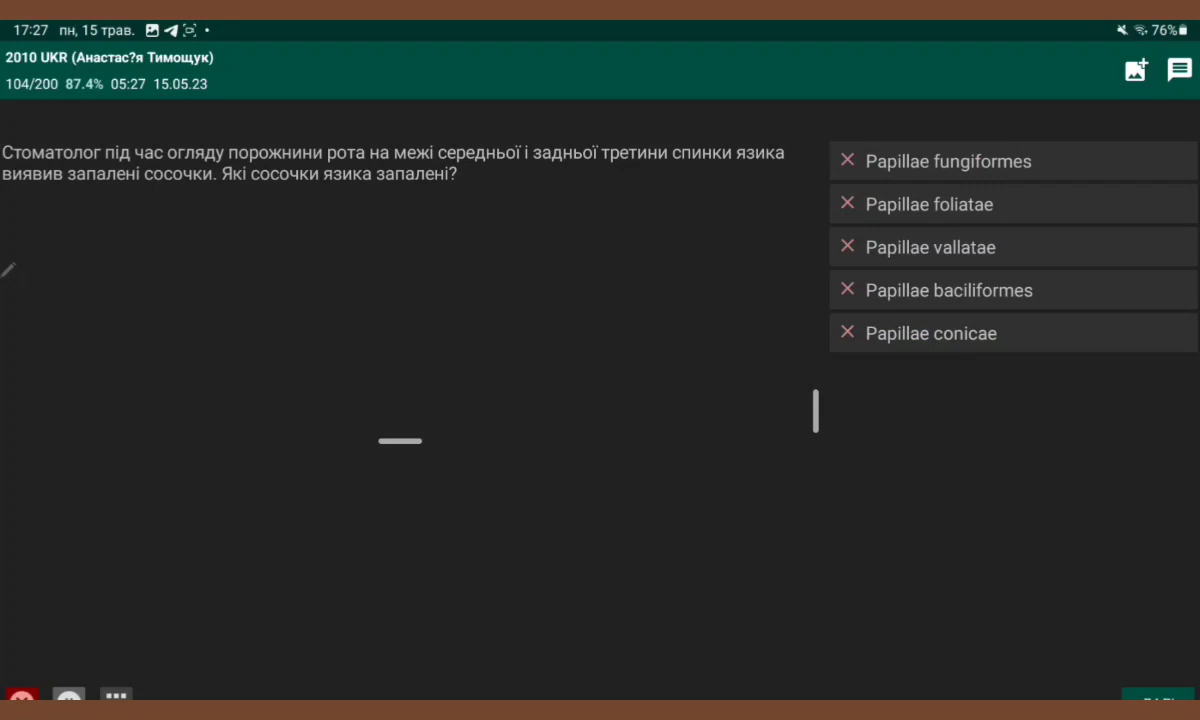 17:27 пн, 15 трав. 76%
2010 UKR (Анастас?я Тимощук)
104/200 87.4% 05:27 15.05.23
Стоматолог під час огляду порожнини рота на межі середньої і задньої третини спинки язика
виявив запалені сосочки. Які сосочки язика запалені?
Papillae fungiformes
Papillae foliatae
Papillae vallatae
Papillae baciliformes
Papillae conicae